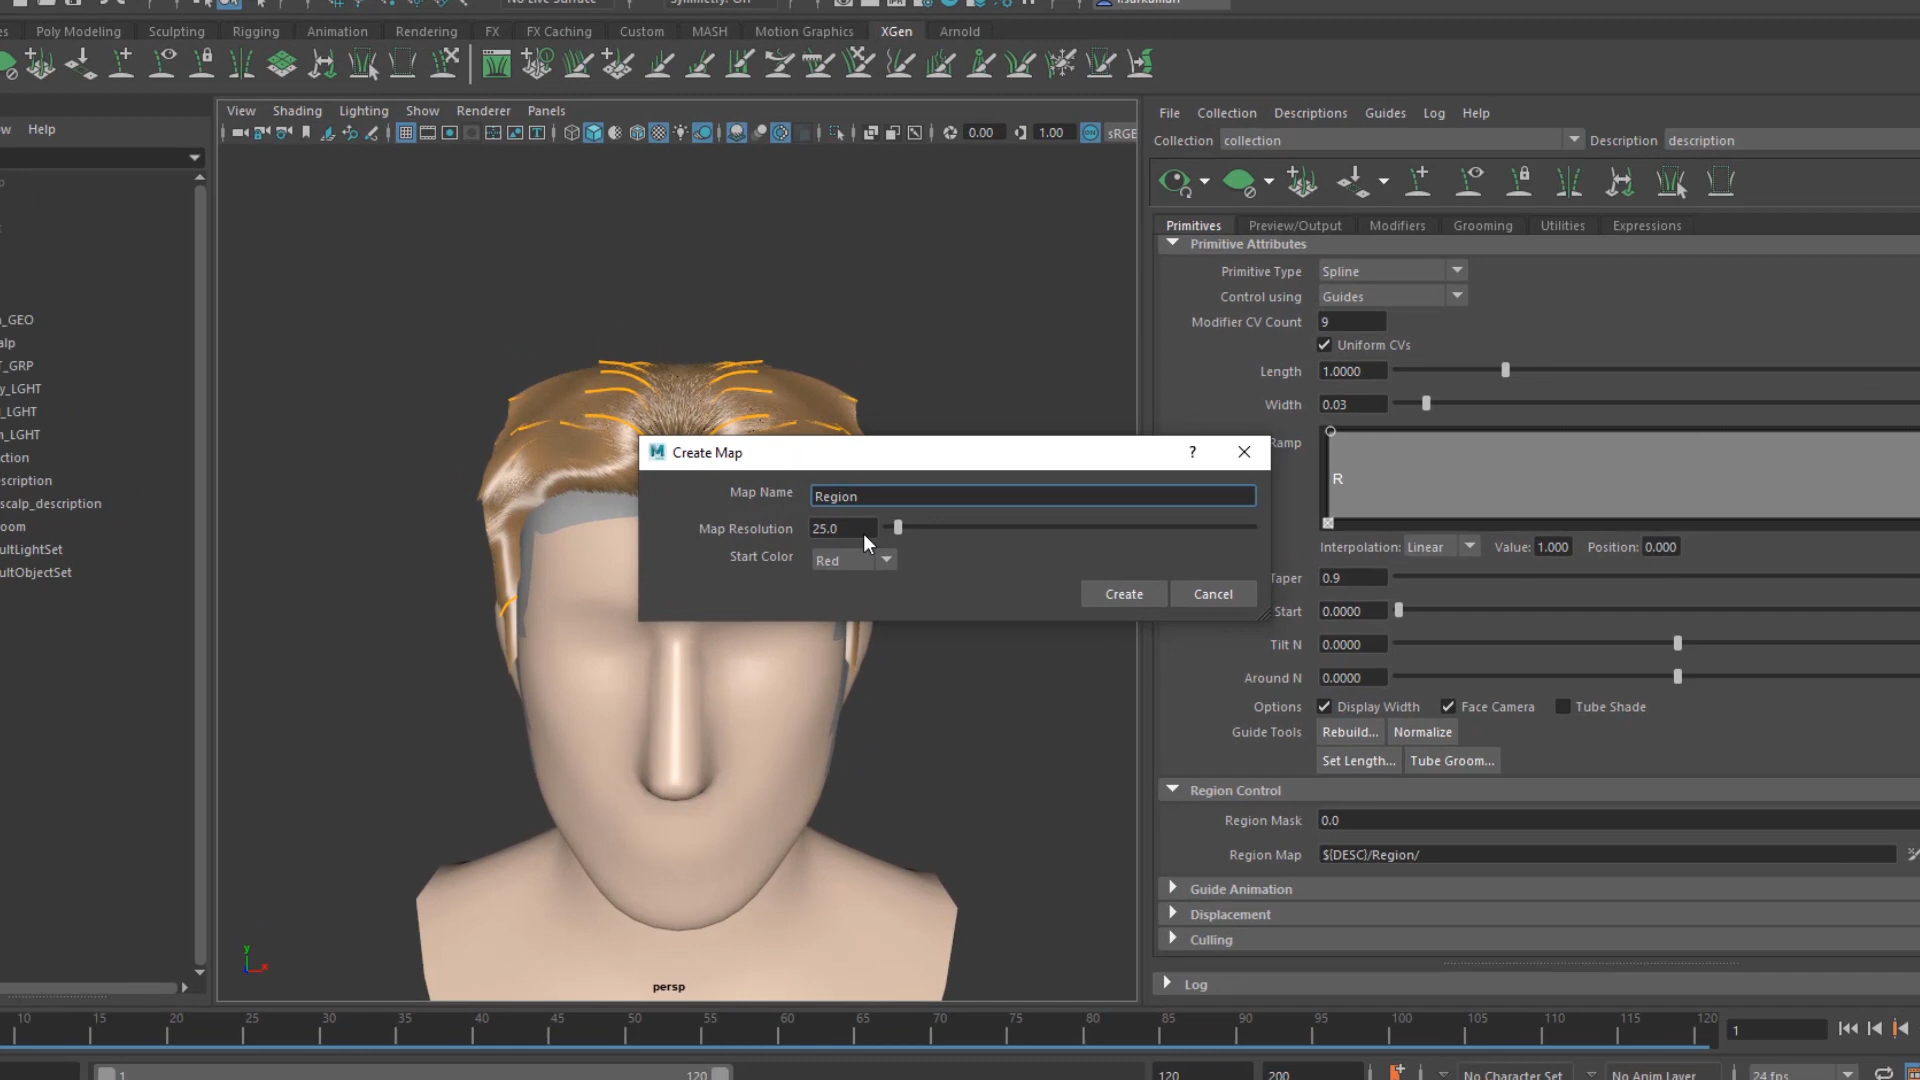 Poly Modeling Sculpting Rigging Animation Rendering FX FX Caching Custom MASH Motion Graphics XGen Arnold
View Shading Lighting Show Renderer Panels
File Collection Descriptions Guides Log Help
Help
0.00 1.00 sRGB
Collection collection Description description
Primitives Preview/Output Modifiers Grooming Utilities Expressions
Primitive Attributes
Primitive Type Spline
Control using Guides
Modifier CV Count 9
Uniform CVs
Length 1.0000
Width 0.03
Ramp
R
Interpolation: Linear Value: 1.000 Position: 0.000
Taper 0.9
Start 0.0000
Tilt N 0.0000
Around N 0.0000
Options Display Width Face Camera Tube Shade
Guide Tools Rebuild... Normalize
Set Length... Tube Groom...
Region Control
Region Mask 0.0
Region Map ${DESC}/Region/
Guide Animation
Displacement
Culling
Log
Create Map ?
Map Name Region
Map Resolution 25.0
Start Color Red
Create Cancel
_GEO
alp
T_GRP
y_LGHT
_LGHT
n_LGHT
ction
escription
scalp_description
oom
ultLightSet
ultObjectSet
y
x
persp
10 15 20 25 30 35 40 45 50 55 60 65 70 75 80 85 90 95 100 105 110 115 120
1
1 120 120 200 No Character Set No Anim Layer 24 fps